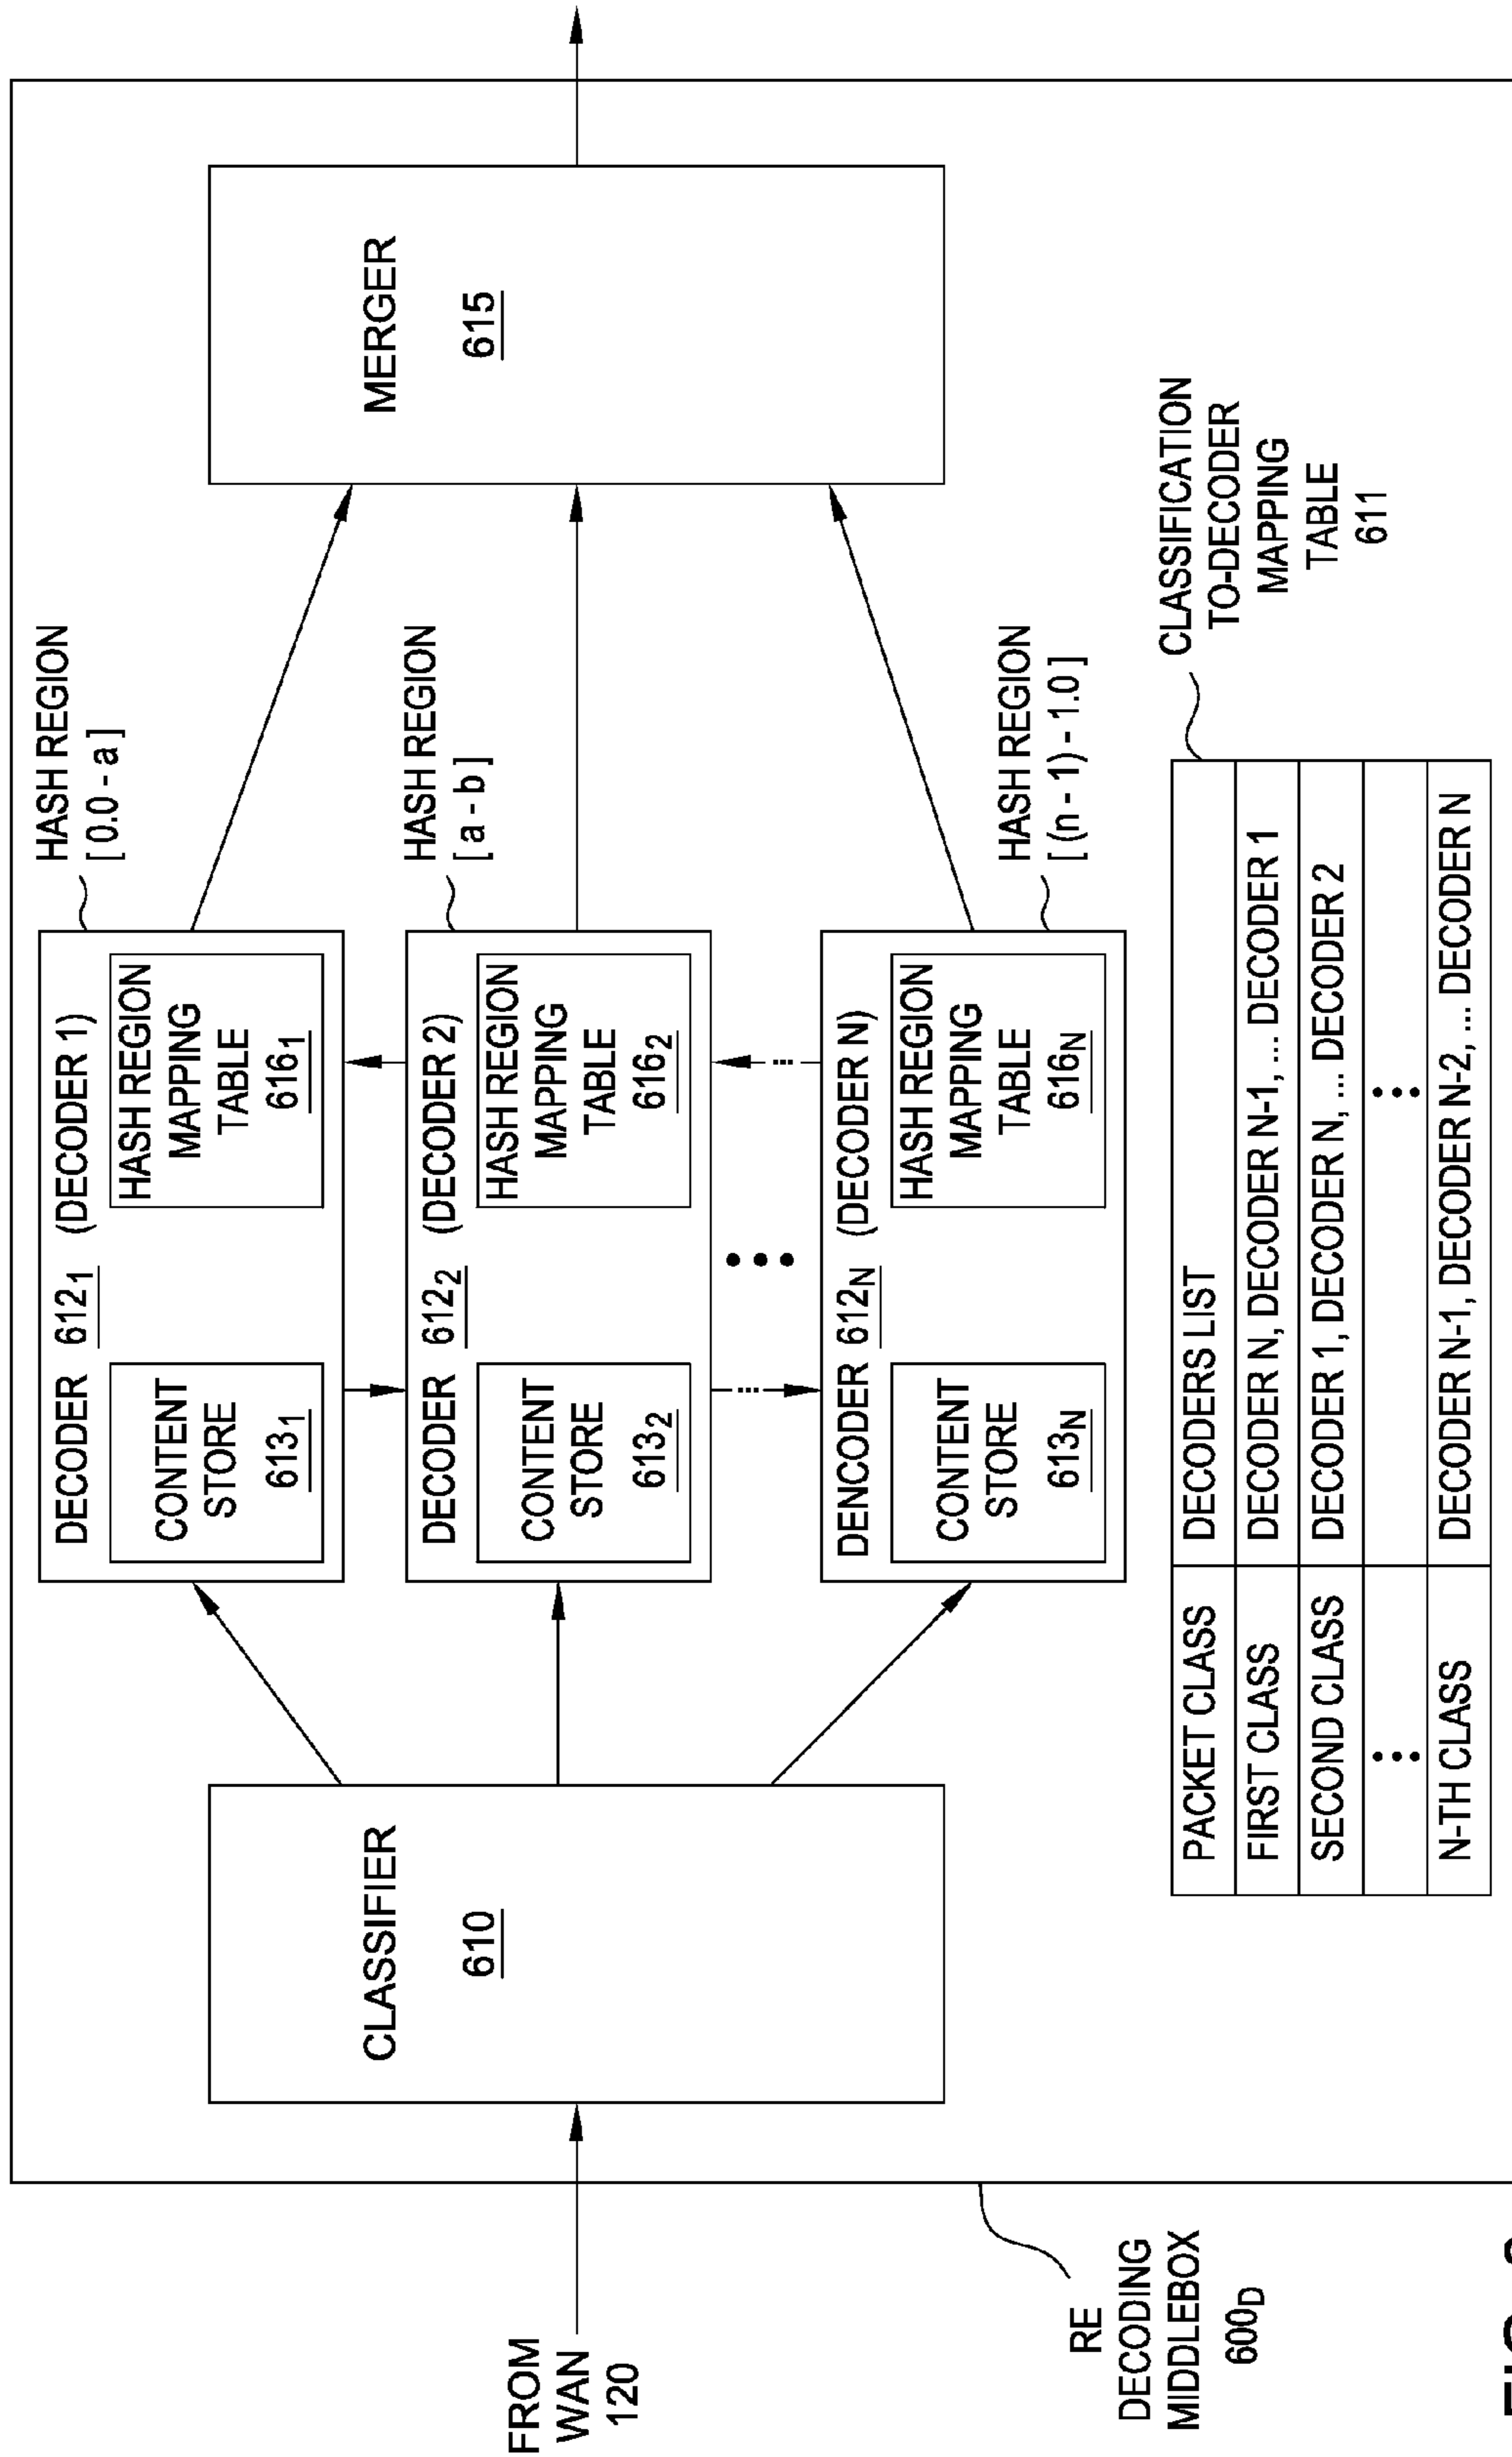 FROM
WAN
120
RE
DECODING
MIDDLEBOX
600D
CLASSIFIER
610
DECODER 6121 (DECODER 1)
CONTENT
STORE
6131
HASH REGION
MAPPING
TABLE
6161
HASH REGION
[ 0.0 - a ]
DECODER 6122 (DECODER 2)
CONTENT
STORE
6132
HASH REGION
MAPPING
TABLE
6162
HASH REGION
[ a - b ]
DENCODER 612N (DECODER N)
CONTENT
STORE
613N
HASH REGION
MAPPING
TABLE
616N
HASH REGION
[ (n - 1) - 1.0 ]
MERGER
615
PACKET CLASS DECODERS LIST
FIRST CLASS DECODER N, DECODER N-1, ... DECODER 1
SECOND CLASS DECODER 1, DECODER N, ... DECODER 2
N-TH CLASS DECODER N-1, DECODER N-2, ... DECODER N
CLASSIFICATION
TO-DECODER
MAPPING
TABLE
611